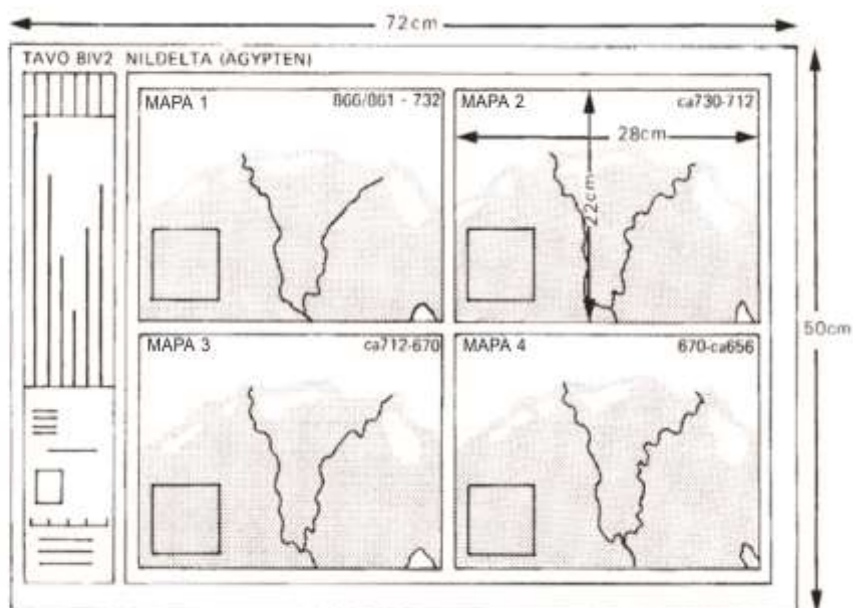 72cm
TAVO BIV2 NILDELTA (ÄGYPTEN)
MAPA 1 866/861 - 732
MAPA 2 ca730-712
28cm
22cm
50cm
MAPA 3 ca712-670
MAPA 4 670-ca656